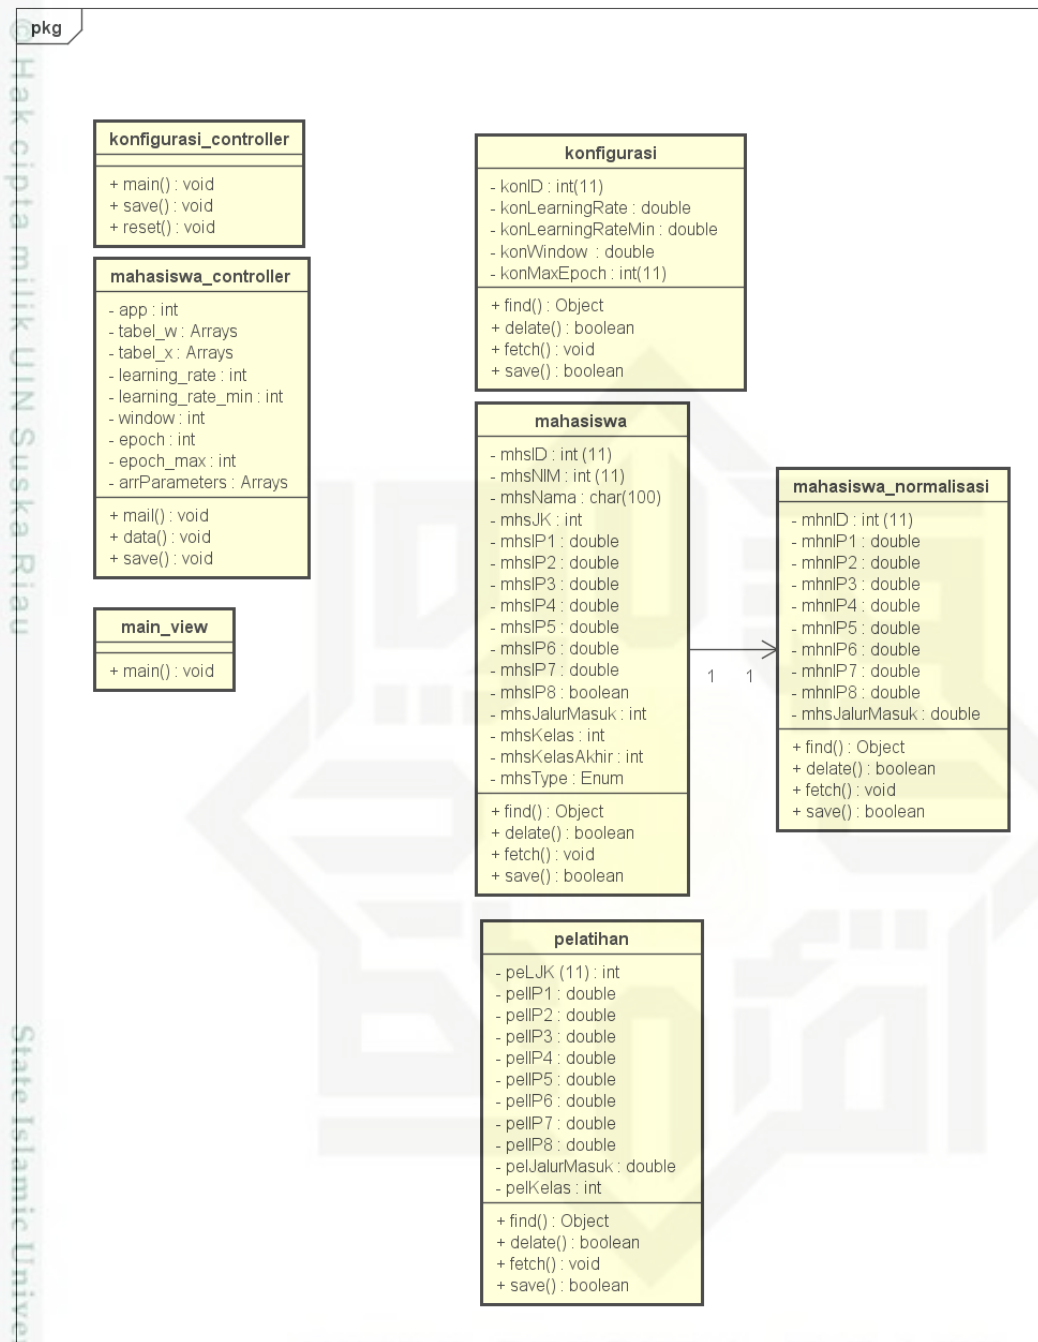 pkg
© Hak cipta milik UIN Suska Riau
State Islamic Univer
konfigurasi_controller
+ main() : void
+ save() : void
+ reset() : void
mahasiswa_controller
- app : int
- tabel_w : Arrays
- tabel_x : Arrays
- learning_rate : int
- learning_rate_min : int
- window : int
- epoch : int
- epoch_max : int
- arrParameters : Arrays
+ mail() : void
+ data() : void
+ save() : void
main_view
+ main() : void
konfigurasi
- konID : int(11)
- konLearningRate : double
- konLearningRateMin : double
- konWindow : double
- konMaxEpoch : int(11)
+ find() : Object
+ delate() : boolean
+ fetch() : void
+ save() : boolean
mahasiswa
- mhsID : int (11)
- mhsNIM : int (11)
- mhsNama : char(100)
- mhsJK : int
- mhsIP1 : double
- mhsIP2 : double
- mhsIP3 : double
- mhsIP4 : double
- mhsIP5 : double
- mhsIP6 : double
- mhsIP7 : double
- mhsIP8 : boolean
- mhsJalurMasuk : int
- mhsKelas : int
- mhsKelasAkhir : int
- mhsType : Enum
+ find() : Object
+ delate() : boolean
+ fetch() : void
+ save() : boolean
1 1
mahasiswa_normalisasi
- mhnID : int (11)
- mhnIP1 : double
- mhnIP2 : double
- mhnIP3 : double
- mhnIP4 : double
- mhnIP5 : double
- mhnIP6 : double
- mhnIP7 : double
- mhnIP8 : double
- mhsJalurMasuk : double
+ find() : Object
+ delate() : boolean
+ fetch() : void
+ save() : boolean
pelatihan
- peLJK (11) : int
- pelIP1 : double
- pelIP2 : double
- pelIP3 : double
- pelIP4 : double
- pelIP5 : double
- pelIP6 : double
- pelIP7 : double
- pelIP8 : double
- pelJalurMasuk : double
- pelKelas : int
+ find() : Object
+ delate() : boolean
+ fetch() : void
+ save() : boolean